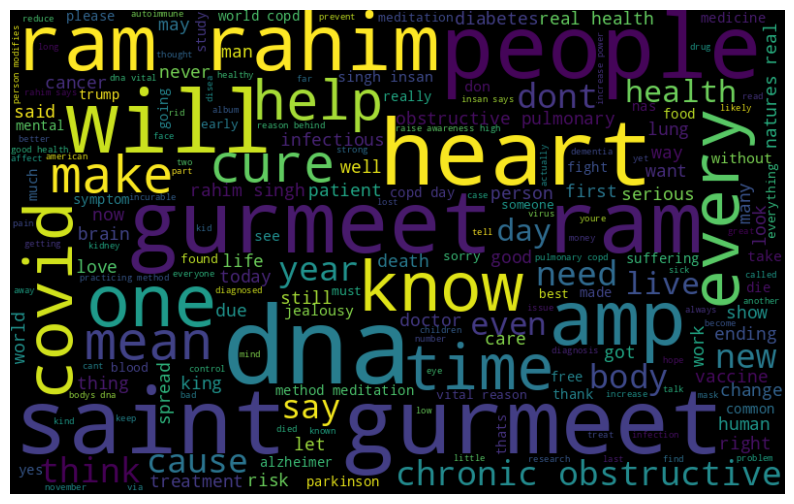 reduce autoimmune prevent
please world copd meditation diabetes real health medicine
person modifies long ram rahim may study man people drug natures real
dna vital thought healthy far singh insan increase power
cancer never rid help don insan says
said trump going album really dont health
mental will face early obstructive pulmonary has food likely read
rahim says better reason behind raise awareness high
good health american strong infectious heart lung way without
make affect two part cure well dementia actually yet fight want everything
much symptom incurable rahim singh patient person first serious
now pain kid copd day case virus someone youre many look
covid brain getting kidney gurmeet ram tell money every
found see day sorry good suffering great take
love everyone life death pulmonary copd sick called die
away practicing method today year know need live always another
world one diagnosed must still best made issue show
due jealousy doctor children become work
mean dna even care number amp ending
thing blood mind time got diagnosis hope new
bodys dna cant control king eye free body talk vaccine
spread bad method meditation vital reason thank increase mask change
saint gurmeet low thats common
kind keep say died known treat infection human
let little research last find problem right
yes think cause alzheimer
november via treatment risk parkinson chronic obstructive